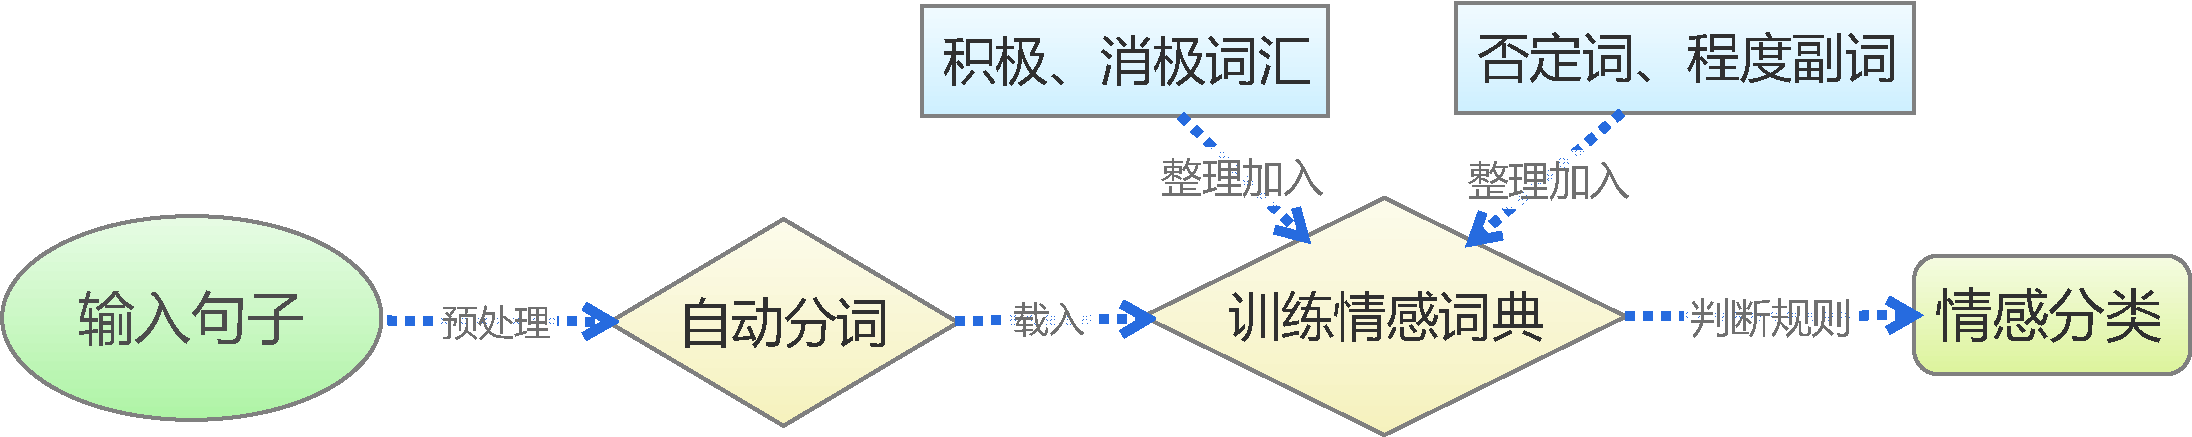 积极、消极词汇
否定词、程度副词
整理加入
整理加入
输入句子
预处理
自动分词
载入
训练情感词典
判断规则
情感分类